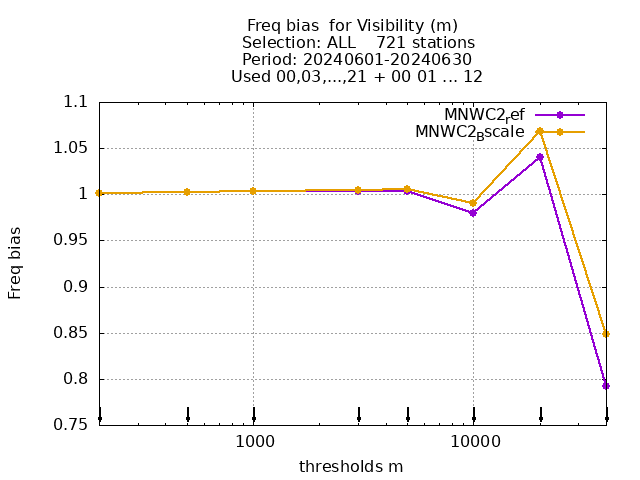 Freq bias  for Visibility (m)
Selection: ALL    721 stations
Period: 20240601-20240630
Used 00,03,...,21 + 00 01 ... 12
MNWC2ref
MNWC2Bscale
1.1
1.05
1
0.95
0.9
0.85
0.8
0.75
Freq bias
1000
10000
thresholds m